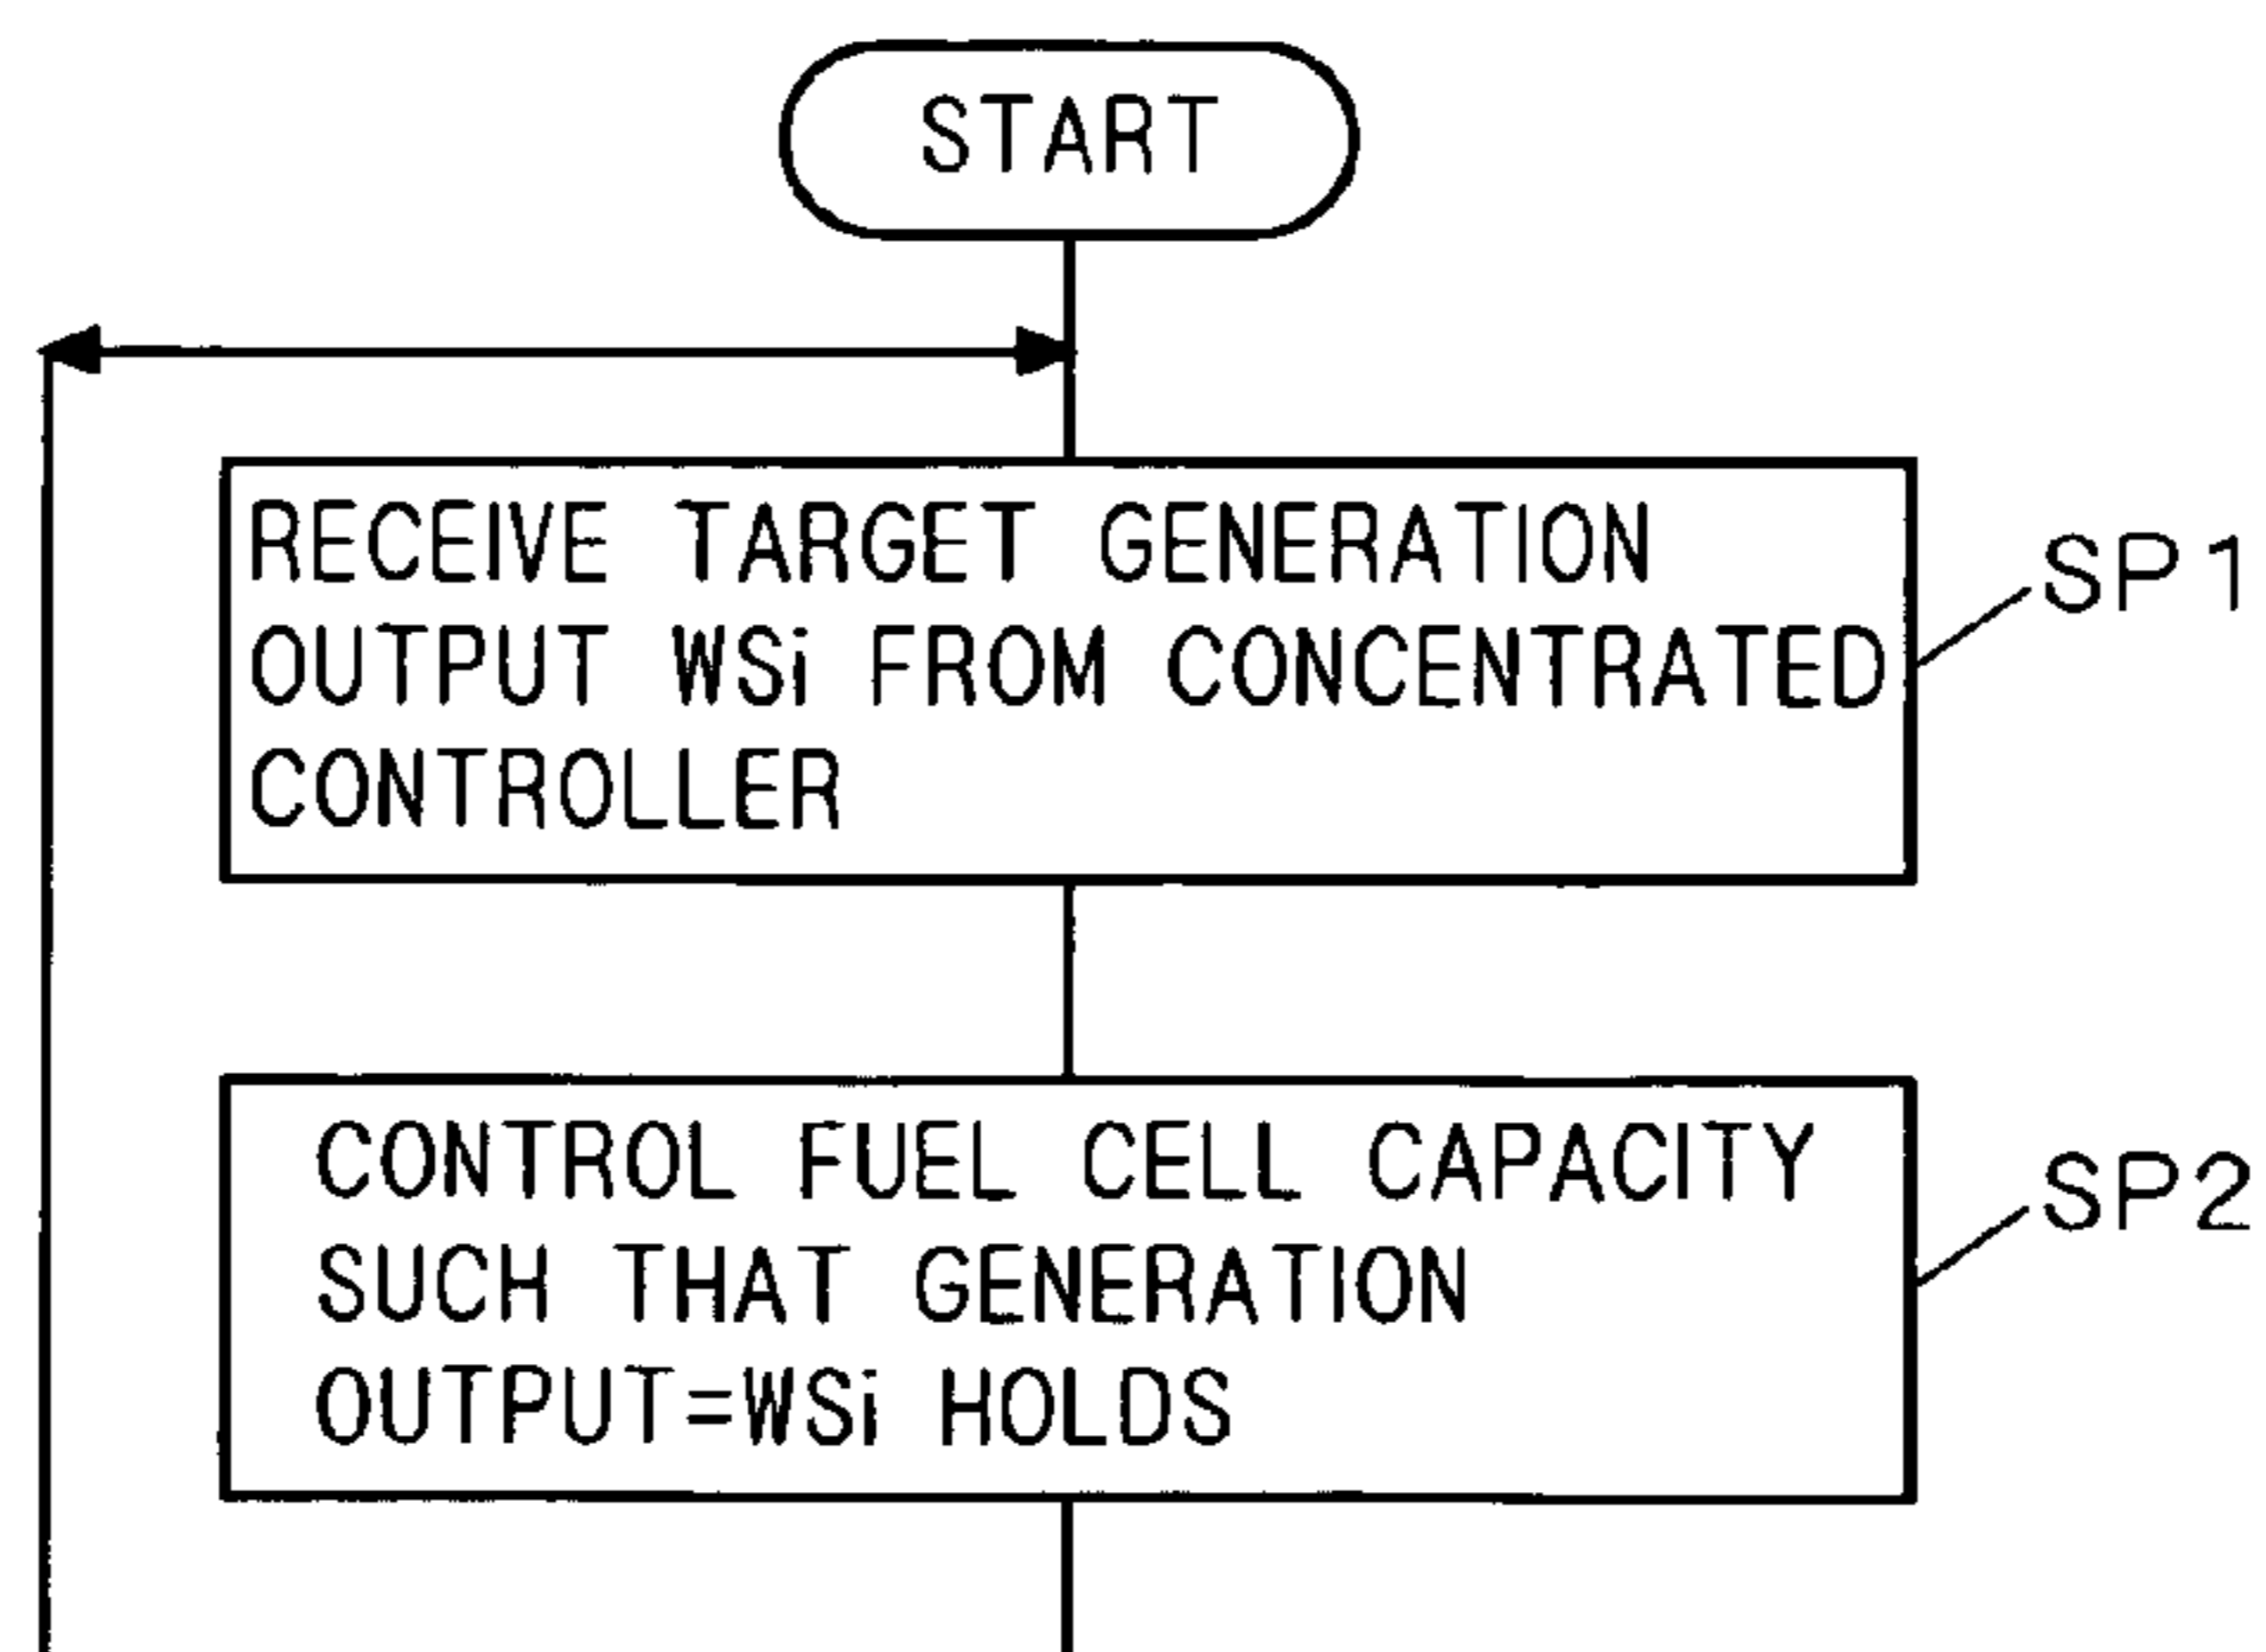 START
RECEIVE TARGET GENERATION
OUTPUT WSi FROM CONCENTRATED
CONTROLLER
SP1
CONTROL FUEL CELL CAPACITY
SUCH THAT GENERATION
OUTPUT=WSi HOLDS
SP2